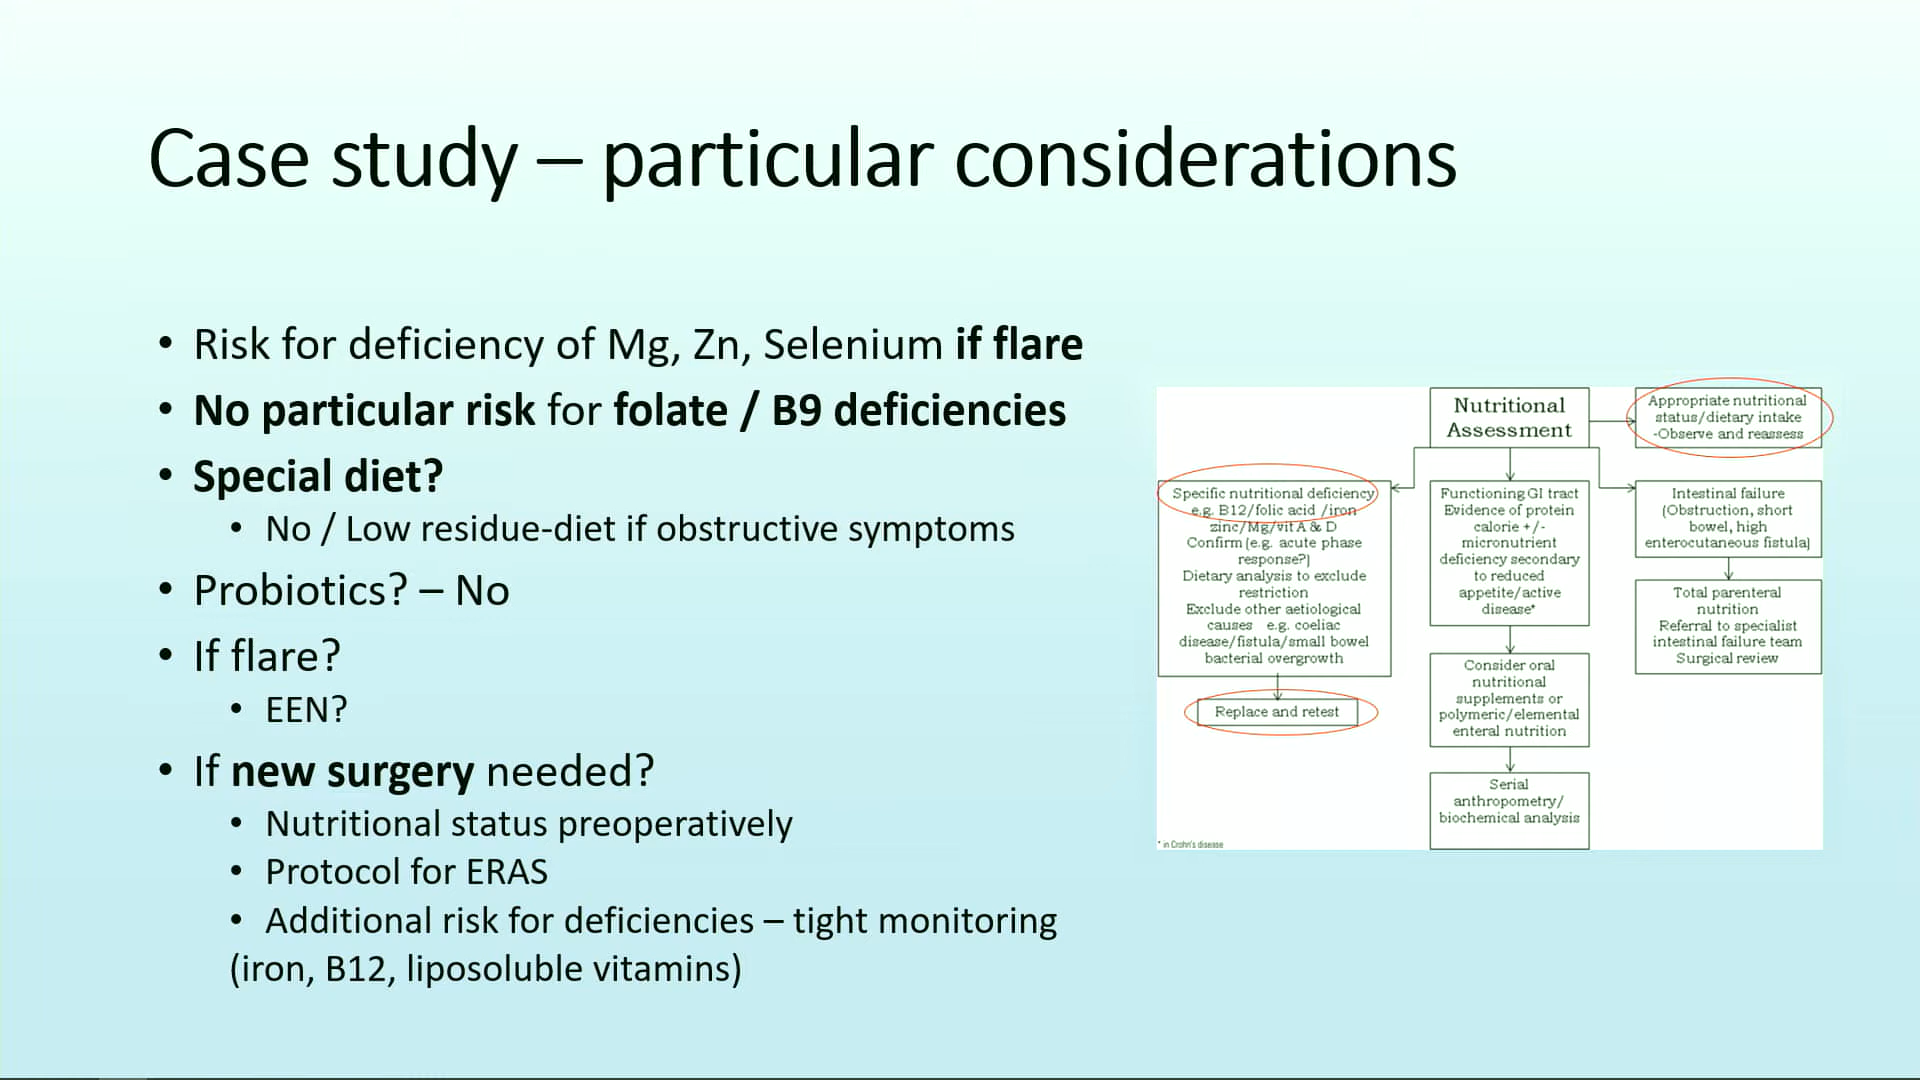 Case study – particular considerations
• Risk for deficiency of Mg, Zn, Selenium if flare
• No particular risk for folate / B9 deficiencies
• Special diet?
• No / Low residue-diet if obstructive symptoms
• Probiotics? – No
• If flare?
• EEN?
• If new surgery needed?
• Nutritional status preoperatively
• Protocol for ERAS
• Additional risk for deficiencies – tight monitoring
(iron, B12, liposoluble vitamins)
Nutritional
Assessment
Appropriate nutritional
status/dietary intake
-Observe and reassess
Specific nutritional deficiency
e.g. B12/folic acid /iron
zinc/Mg/vit A & D
Confirm (e.g. acute phase
response?)
Dietary analysis to exclude
restriction
Exclude other aetiological
causes e.g. coeliac
disease/fistula/small bowel
bacterial overgrowth
Replace and retest
Functioning GI tract
Evidence of protein
calorie +/-
micronutrient
deficiency secondary
to reduced
appetite/active
disease*
Consider oral
nutritional
supplements or
polymeric/elemental
enteral nutrition
Serial
anthropometry/
biochemical analysis
Intestinal failure
(Obstruction, short
bowel, high
enterocutaneous fistula)
Total parenteral
nutrition
Referral to specialist
intestinal failure team
Surgical review
* in Crohn's disease